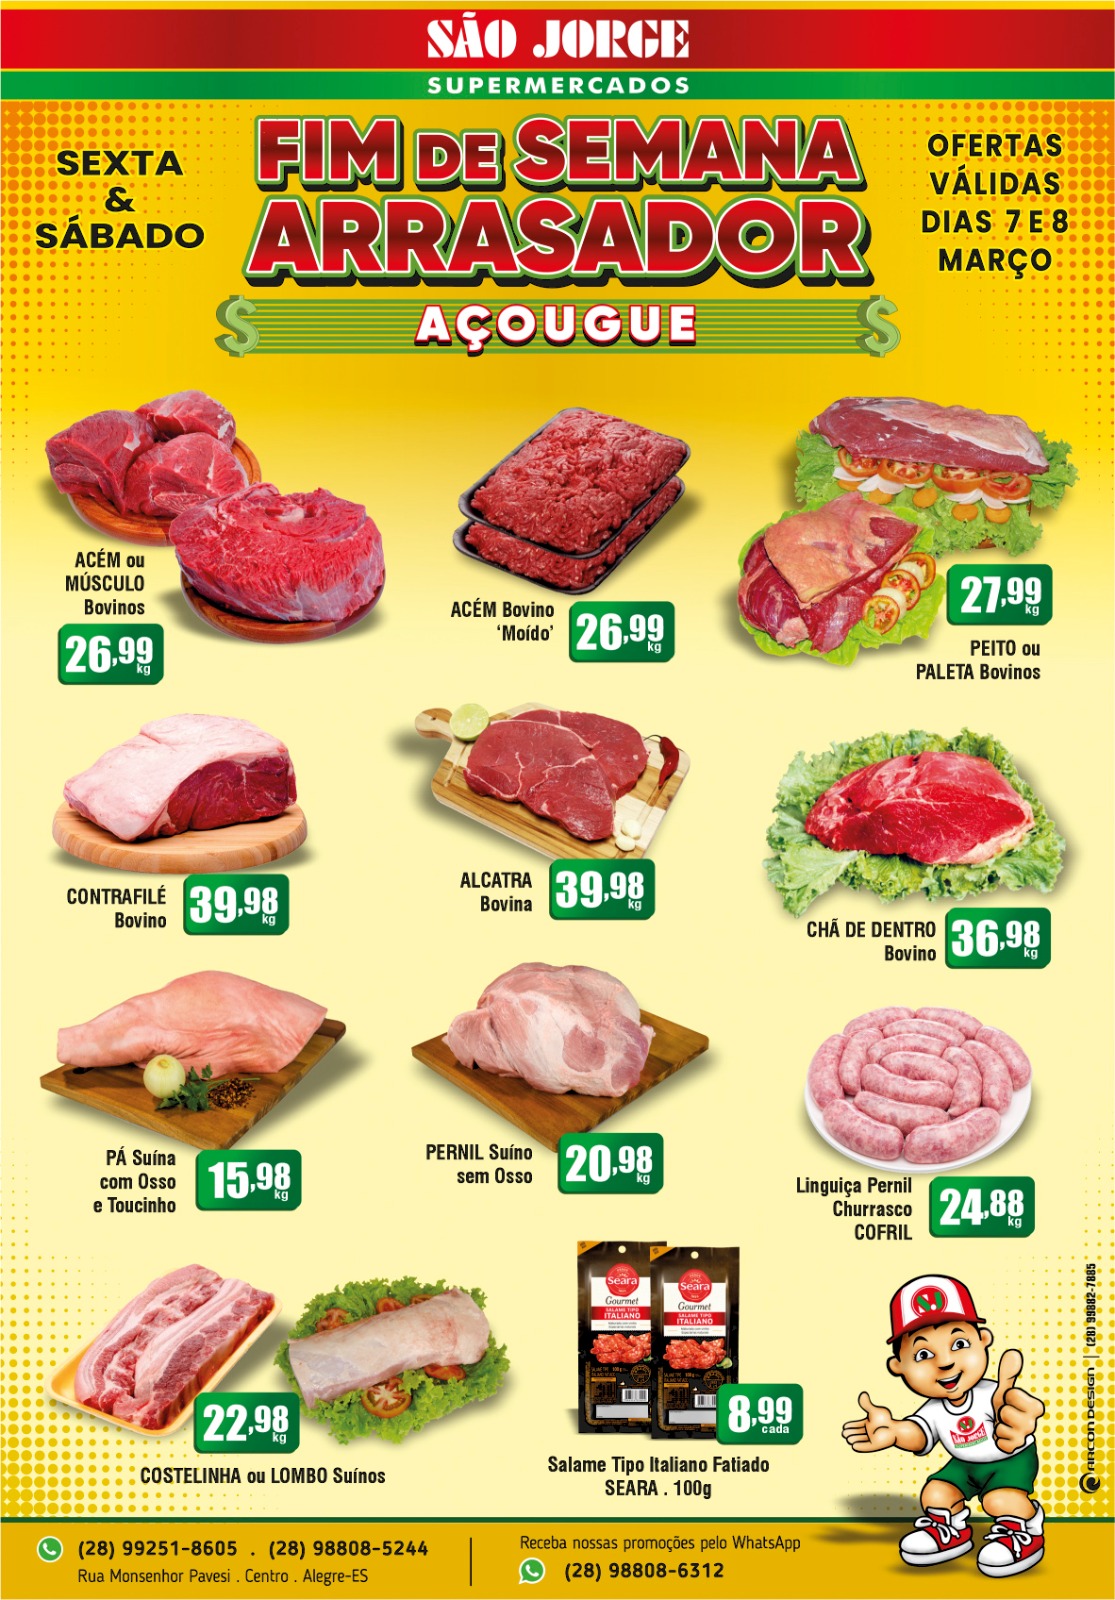 SÃO JORGE
SUPERMERCADOS
SEXTA
&
SÁBADO
FIM DE SEMANA
ARRASADOR
AÇOUGUE
OFERTAS
VÁLIDAS
DIAS 7 E 8
MARÇO
ACÉM ou
MÚSCULO
Bovinos
26,99
kg
ACÉM Bovino
‘Moído’
26,99
kg
27,99
kg
PEITO ou
PALETA Bovinos
CONTRAFILÉ
Bovino
39,98
kg
ALCATRA
Bovina
39,98
kg
CHÃ DE DENTRO
Bovino
36,98
kg
PÁ Suína
com Osso
e Toucinho
15,98
kg
PERNIL Suíno
sem Osso
20,98
kg
Linguiça Pernil
Churrasco
COFRIL
24,88
kg
22,98
kg
COSTELINHA ou LOMBO Suínos
Seara
Gourmet
SALAME TIPO
ITALIANO
Seara
Gourmet
SALAME TIPO
ITALIANO
8,99
cada
Salame Tipo Italiano Fatiado
SEARA . 100g
SÃO JORGE
ARCON DESIGN | (28) 99882-7885
(28) 99251-8605 . (28) 98808-5244
Rua Monsenhor Pavesi . Centro . Alegre-ES
Receba nossas promoções pelo WhatsApp
(28) 98808-6312